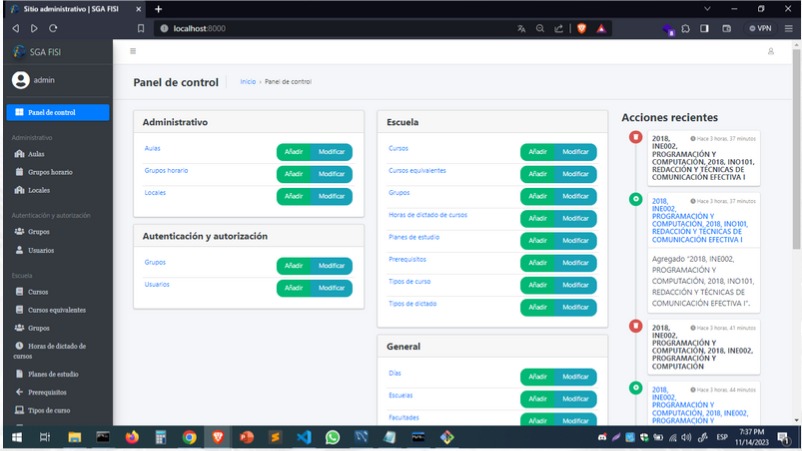 Sitio administrativo | SGA FISI
localhost:8000
VPN
SGA FISI
admin
Panel de control
Administrativo
Aulas
Grupos horario
Locales
Autenticación y autorización
Grupos
Usuarios
Escuela
Cursos
Cursos equivalentes
Grupos
Horas de dictado de
cursos
Planes de estudio
Prerequisitos
Tipos de curso
Panel de control
Inicio › Panel de control
Administrativo
Aulas Añadir Modificar
Grupos horario Añadir Modificar
Locales Añadir Modificar
Autenticación y autorización
Grupos Añadir Modificar
Usuarios Añadir Modificar
Escuela
Cursos Añadir Modificar
Cursos equivalentes Añadir Modificar
Grupos Añadir Modificar
Horas de dictado de cursos Añadir Modificar
Planes de estudio Añadir Modificar
Prerequisitos Añadir Modificar
Tipos de curso Añadir Modificar
Tipos de dictado Añadir Modificar
General
Días Añadir Modificar
Escuelas Añadir Modificar
Facultades Añadir Modificar
Acciones recientes
2018, Hace 3 horas, 37 minutos
INE002,
PROGRAMACIÓN Y
COMPUTACIÓN, 2018, INO101,
REDACCIÓN Y TÉCNICAS DE
COMUNICACIÓN EFECTIVA I
2018, Hace 3 horas, 37 minutos
INE002,
PROGRAMACIÓN Y
COMPUTACIÓN, 2018, INO101,
REDACCIÓN Y TÉCNICAS DE
COMUNICACIÓN EFECTIVA I
Agregado "2018, INE002,
PROGRAMACIÓN Y
COMPUTACIÓN, 2018, INO101,
REDACCIÓN Y TÉCNICAS DE
COMUNICACIÓN EFECTIVA I".
2018, Hace 3 horas, 41 minutos
INE002,
PROGRAMACIÓN Y
COMPUTACIÓN, 2018, INE002,
PROGRAMACIÓN Y
COMPUTACIÓN
2018, Hace 3 horas, 44 minutos
INE002,
PROGRAMACIÓN Y
COMPUTACIÓN, 2018, INE002,
PROGRAMACIÓN Y
ESP
7:37 PM
11/14/2023